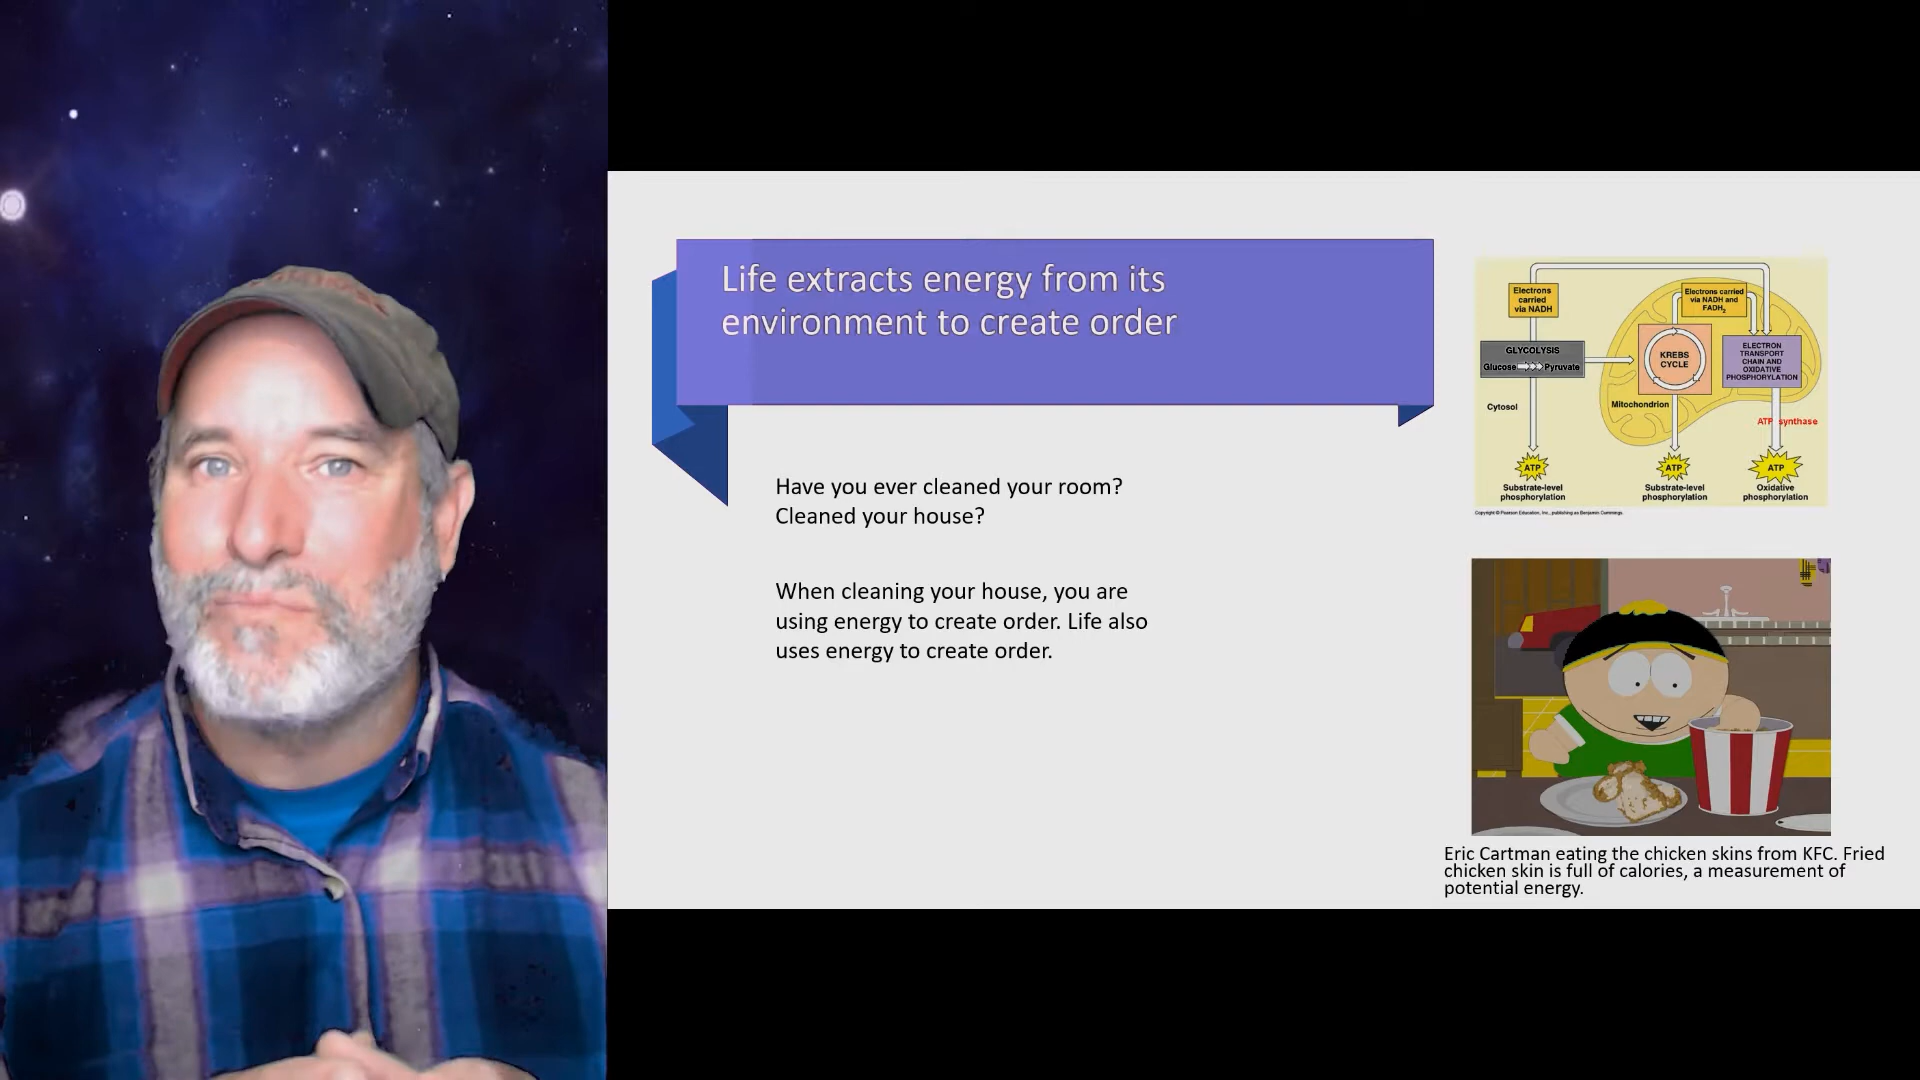 Life extracts energy from its
environment to create order
Have you ever cleaned your room?
Cleaned your house?
When cleaning your house, you are
using energy to create order. Life also
uses energy to create order.
Electrons
carried
via NADH
Electrons carried
via NADH and
FADH2
GLYCOLYSIS
Glucose Pyruvate
KREBS
CYCLE
ELECTRON
TRANSPORT
CHAIN AND
OXIDATIVE
PHOSPHORYLATION
Cytosol
Mitochondrion
ATP synthase
ATP
ATP
ATP
Substrate-level
phosphorylation
Substrate-level
phosphorylation
Oxidative
phosphorylation
Copyright © Pearson Education, Inc., publishing as Benjamin Cummings.
Eric Cartman eating the chicken skins from KFC. Fried
chicken skin is full of calories, a measurement of
potential energy.